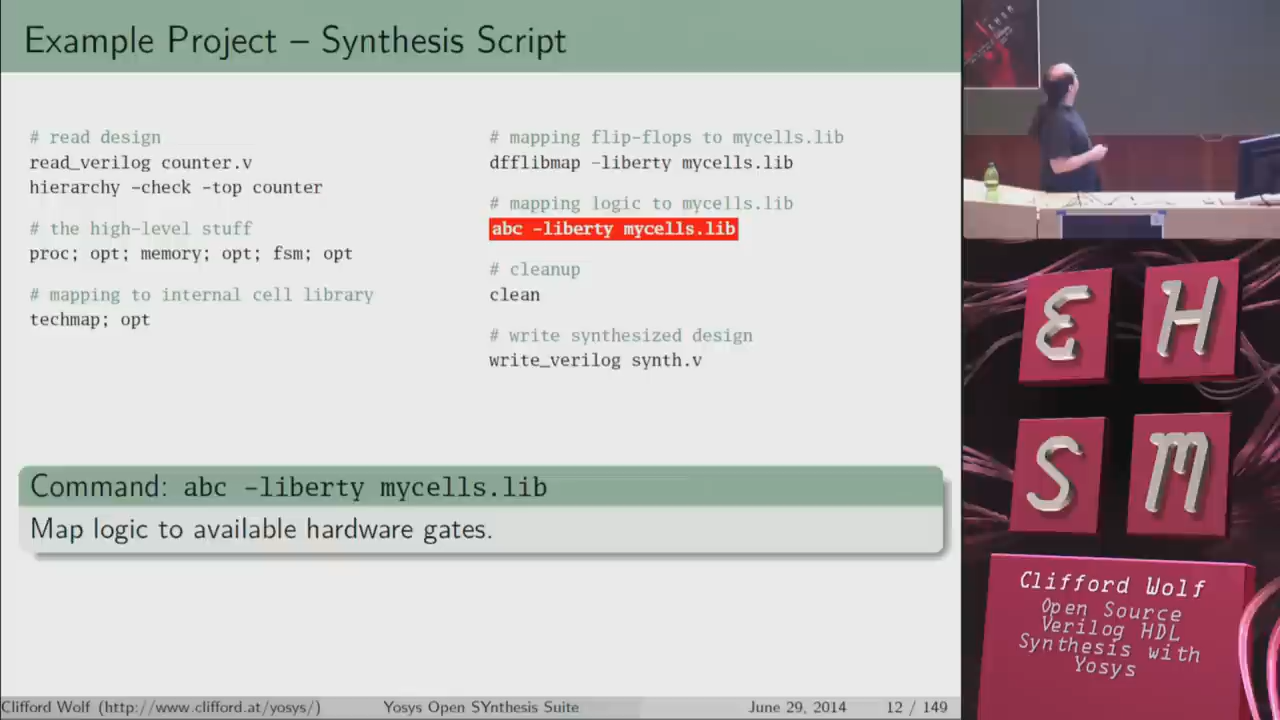 Example Project – Synthesis Script
# read design
read_verilog counter.v
hierarchy -check -top counter
# the high-level stuff
proc; opt; memory; opt; fsm; opt
# mapping to internal cell library
techmap; opt
# mapping flip-flops to mycells.lib
dfflibmap -liberty mycells.lib
# mapping logic to mycells.lib
abc -liberty mycells.lib
# cleanup
clean
# write synthesized design
write_verilog synth.v
Command: abc -liberty mycells.lib
Map logic to available hardware gates.
Clifford Wolf (http://www.clifford.at/yosys/)
Yosys Open SYnthesis Suite
June 29, 2014
12 / 149
E H
S M
Clifford Wolf
Open Source
Verilog HDL
Synthesis with
Yosys